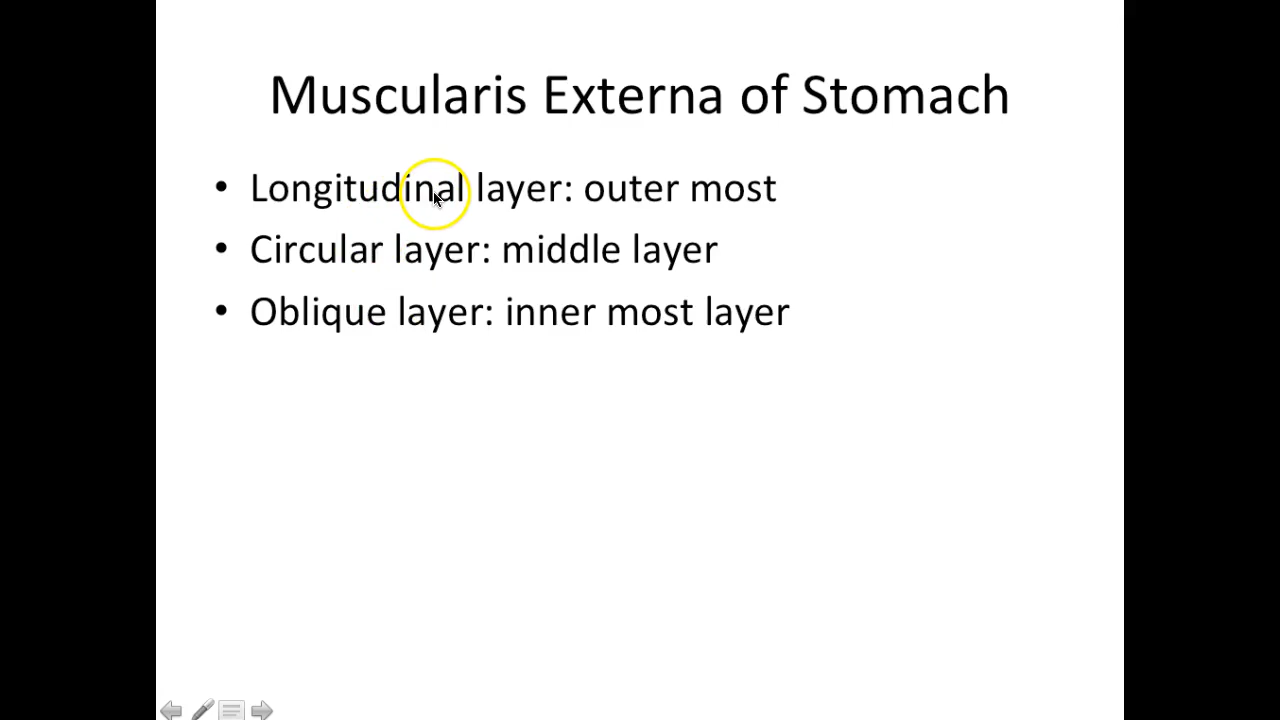 Muscularis Externa of Stomach
• Longitudinal layer: outer most
• Circular layer: middle layer
• Oblique layer: inner most layer